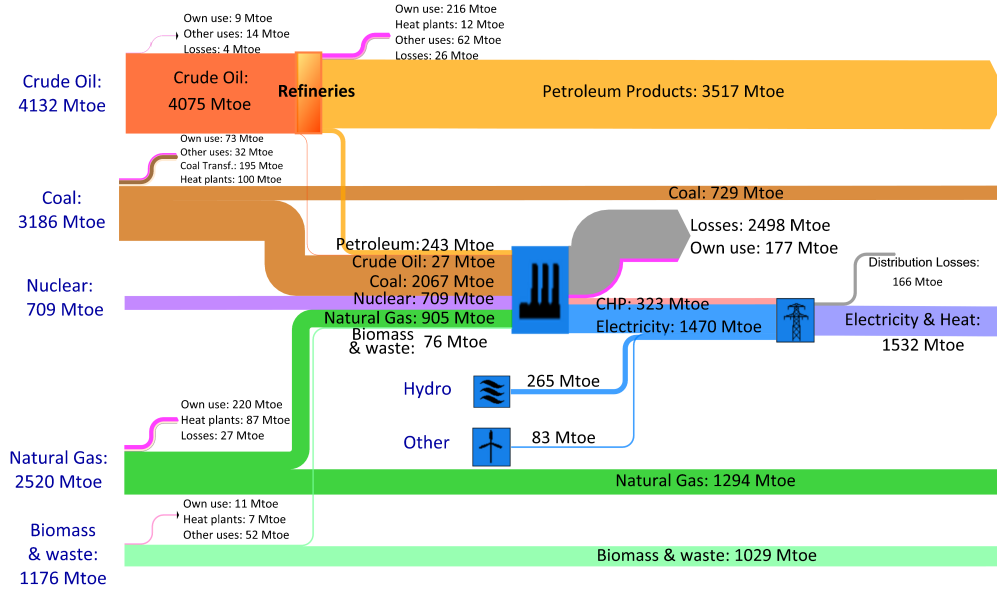 Own use: 9 Mtoe
Other uses: 14 Mtoe
Losses: 4 Mtoe
Own use: 216 Mtoe
Heat plants: 12 Mtoe
Other uses: 62 Mtoe
Losses: 26 Mtoe
Crude Oil:
4132 Mtoe
Crude Oil:
4075 Mtoe
Refineries
Petroleum Products: 3517 Mtoe
Own use: 73 Mtoe
Other uses: 32 Mtoe
Coal Transf.: 195 Mtoe
Heat plants: 100 Mtoe
Coal:
3186 Mtoe
Coal: 729 Mtoe
Petroleum:243 Mtoe
Crude Oil: 27 Mtoe
Coal: 2067 Mtoe
Nuclear: 709 Mtoe
Natural Gas: 905 Mtoe
Biomass
& waste: 76 Mtoe
Losses: 2498 Mtoe
Own use: 177 Mtoe
Distribution Losses:
166 Mtoe
Nuclear:
709 Mtoe
CHP: 323 Mtoe
Electricity: 1470 Mtoe
Electricity & Heat:
1532 Mtoe
Hydro
265 Mtoe
Other
83 Mtoe
Own use: 220 Mtoe
Heat plants: 87 Mtoe
Losses: 27 Mtoe
Natural Gas:
2520 Mtoe
Natural Gas: 1294 Mtoe
Own use: 11 Mtoe
Heat plants: 7 Mtoe
Other uses: 52 Mtoe
Biomass
& waste:
1176 Mtoe
Biomass & waste: 1029 Mtoe